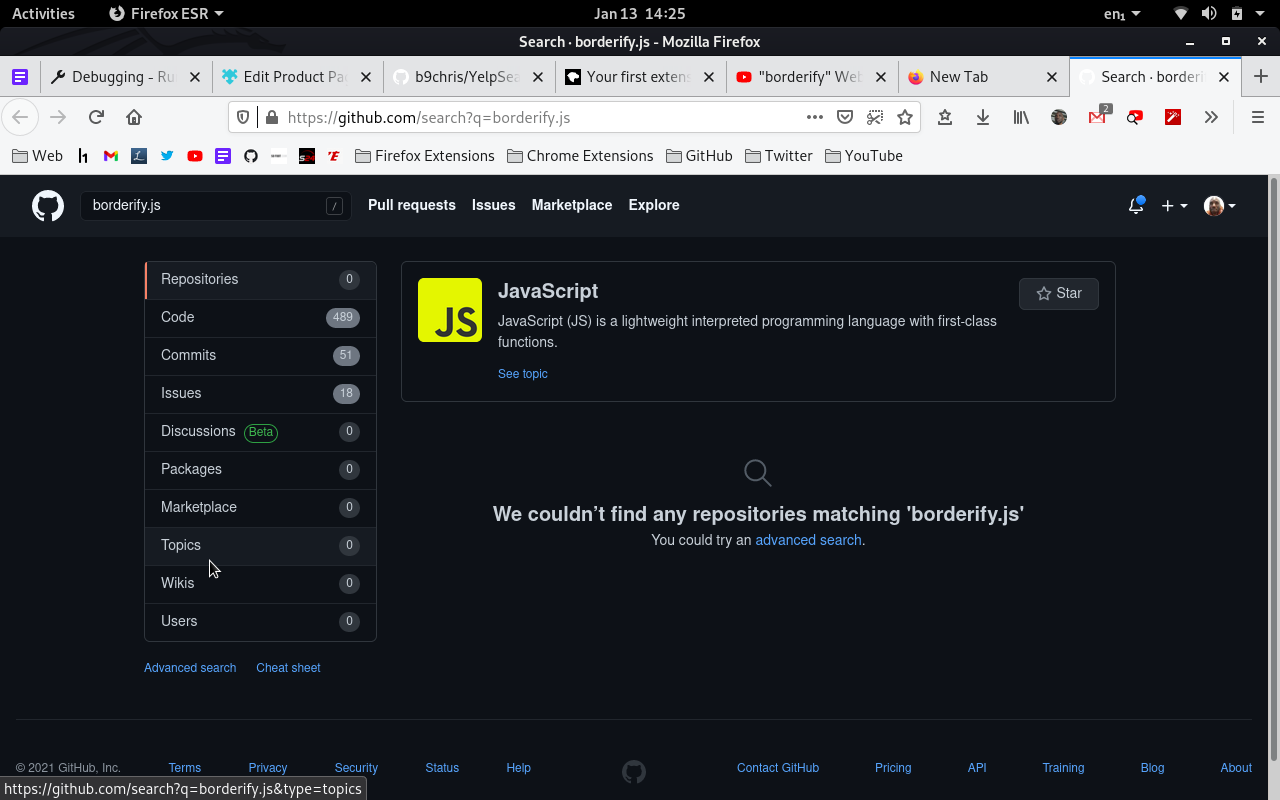 Activities Firefox ESR Jan 13 14:25 en₁
Search · borderify.js - Mozilla Firefox
Debugging - Ru Edit Product Pa b9chris/YelpSea Your first extens "borderify" Web New Tab Search · borderi
https://github.com/search?q=borderify.js 2
Web Firefox Extensions Chrome Extensions GitHub Twitter YouTube
borderify.js / Pull requests Issues Marketplace Explore
Repositories 0
Code 489
Commits 51
Issues 18
Discussions Beta 0
Packages 0
Marketplace 0
Topics 0
Wikis 0
Users 0
Advanced search Cheat sheet
JS
JavaScript
Star
JavaScript (JS) is a lightweight interpreted programming language with first-class
functions.
See topic
We couldn’t find any repositories matching 'borderify.js'
You could try an advanced search.
© 2021 GitHub, Inc. Terms Privacy Security Status Help Contact GitHub Pricing API Training Blog About
https://github.com/search?q=borderify.js&type=topics